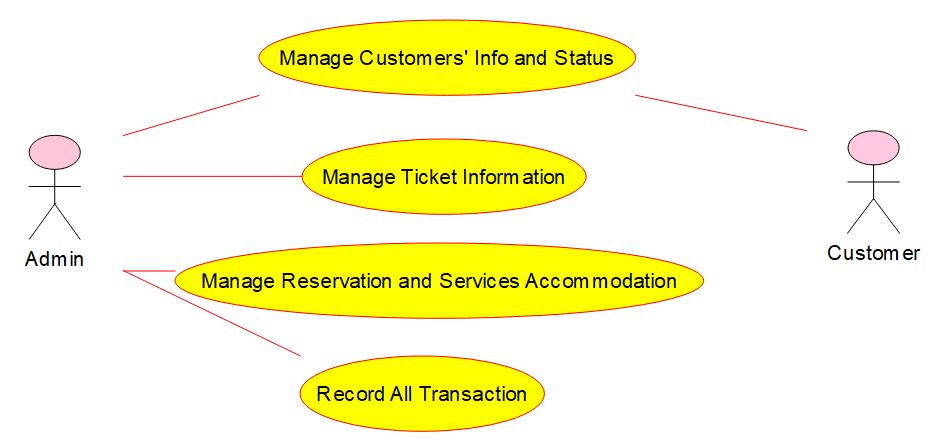 Manage Customers' Info and Status
Manage Ticket Information
Admin
Customer
Manage Reservation and Services Accommodation
Record All Transaction